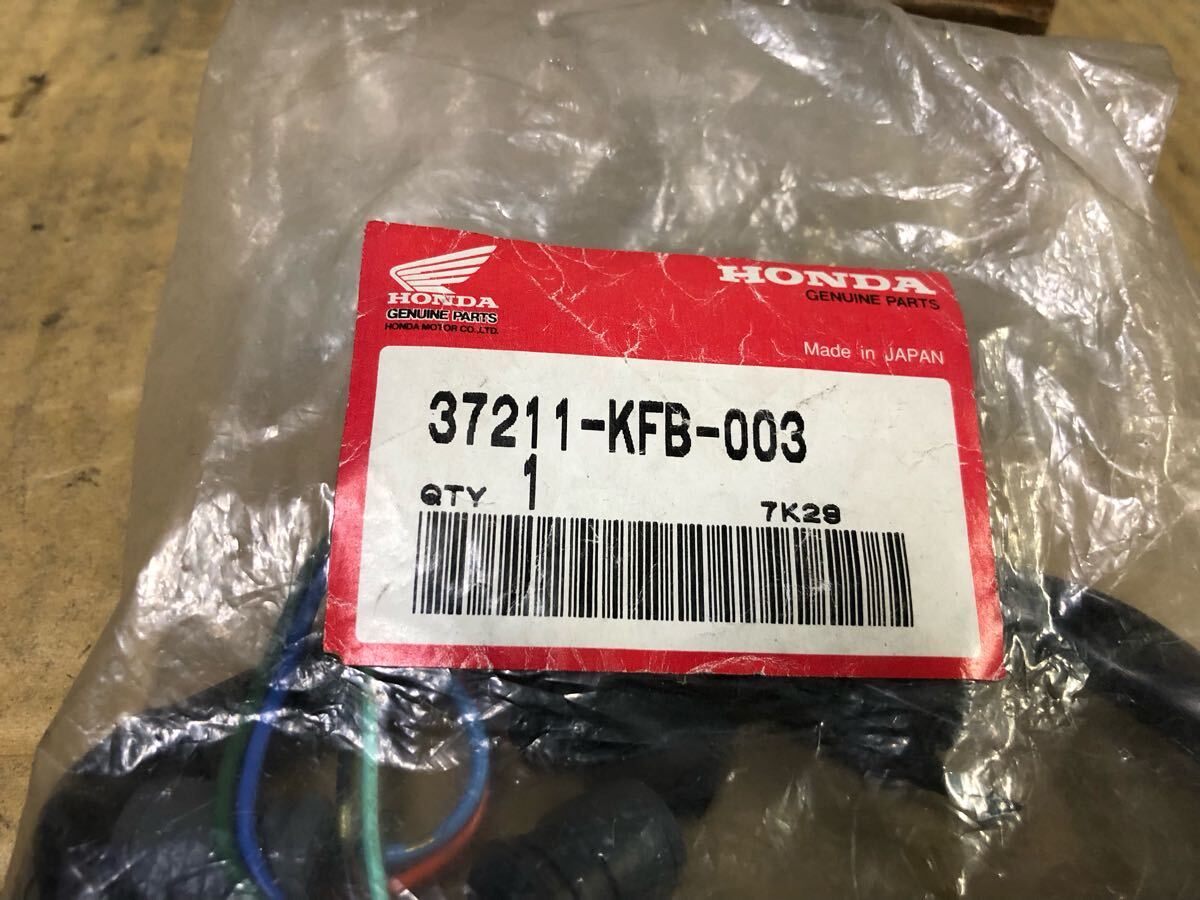 HONDA
GENUINE PARTS
HONDA MOTOR CO.,LTD.
HONDA
GENUINE PARTS
Made in JAPAN
37211-KFB-003
QTY 1 7K29